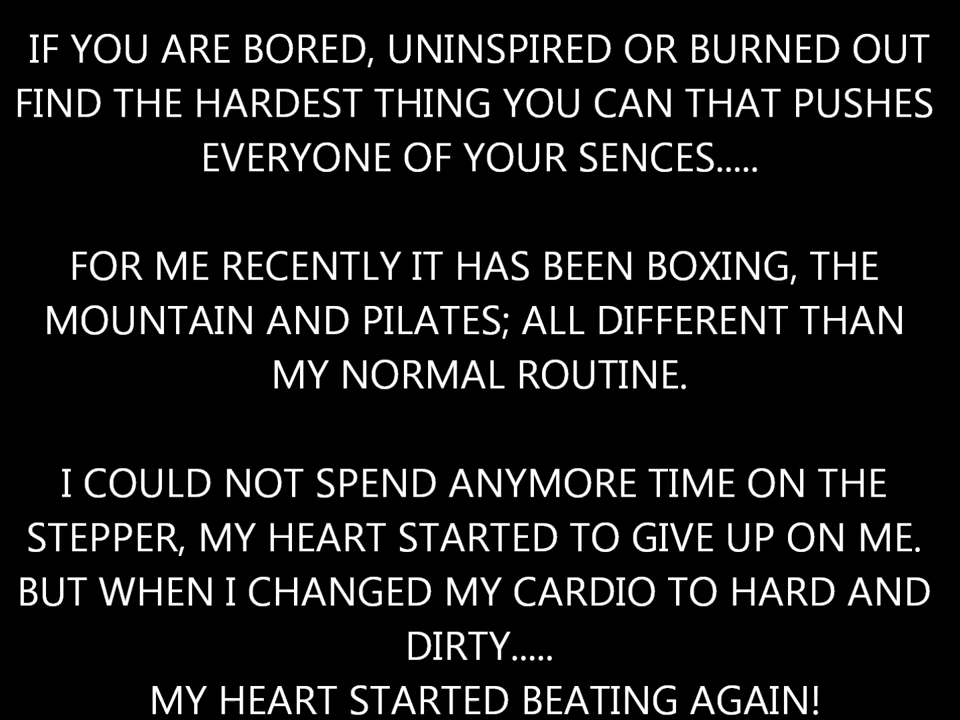 IF YOU ARE BORED, UNINSPIRED OR BURNED OUT
FIND THE HARDEST THING YOU CAN THAT PUSHES
EVERYONE OF YOUR SENCES.....
FOR ME RECENTLY IT HAS BEEN BOXING, THE
MOUNTAIN AND PILATES; ALL DIFFERENT THAN
MY NORMAL ROUTINE.
I COULD NOT SPEND ANYMORE TIME ON THE
STEPPER, MY HEART STARTED TO GIVE UP ON ME.
BUT WHEN I CHANGED MY CARDIO TO HARD AND
DIRTY.....
MY HEART STARTED BEATING AGAIN!